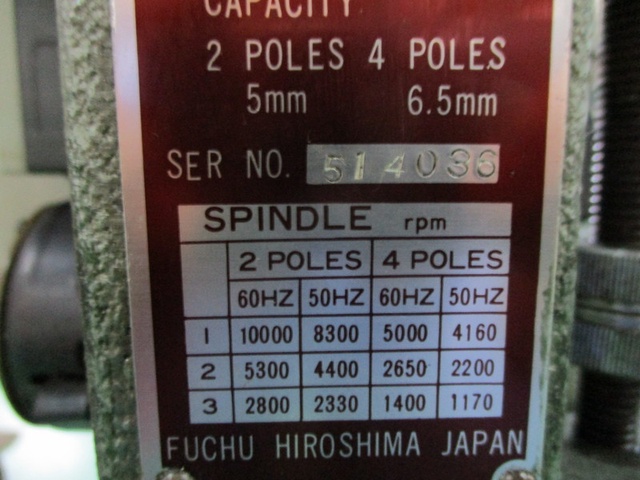 CAPACITY
2 POLES 4 POLES
5mm 6.5mm
SER NO. 514036
SPINDLE rpm
2 POLES 4 POLES
60HZ 50HZ 60HZ 50HZ
1 10000 8300 5000 4160
2 5300 4400 2650 2200
3 2800 2330 1400 1170
FUCHU HIROSHIMA JAPAN